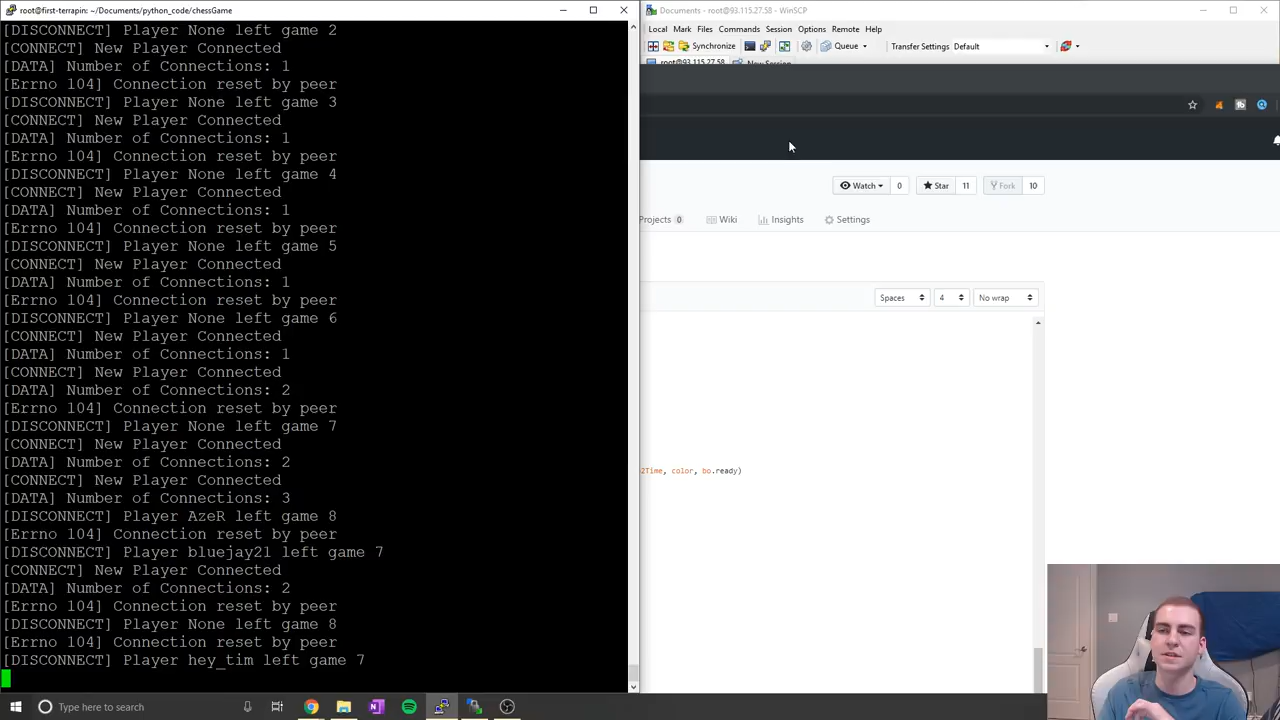 root@first-terrapin: ~/Documents/python_code/chessGame
[DISCONNECT] Player None left game 2
[CONNECT] New Player Connected
[DATA] Number of Connections: 1
[Errno 104] Connection reset by peer
[DISCONNECT] Player None left game 3
[CONNECT] New Player Connected
[DATA] Number of Connections: 1
[Errno 104] Connection reset by peer
[DISCONNECT] Player None left game 4
[CONNECT] New Player Connected
[DATA] Number of Connections: 1
[Errno 104] Connection reset by peer
[DISCONNECT] Player None left game 5
[CONNECT] New Player Connected
[DATA] Number of Connections: 1
[Errno 104] Connection reset by peer
[DISCONNECT] Player None left game 6
[CONNECT] New Player Connected
[DATA] Number of Connections: 1
[CONNECT] New Player Connected
[DATA] Number of Connections: 2
[Errno 104] Connection reset by peer
[DISCONNECT] Player None left game 7
[CONNECT] New Player Connected
[DATA] Number of Connections: 2
[CONNECT] New Player Connected
[DATA] Number of Connections: 3
[DISCONNECT] Player AzeR left game 8
[Errno 104] Connection reset by peer
[DISCONNECT] Player bluejay21 left game 7
[CONNECT] New Player Connected
[DATA] Number of Connections: 2
[Errno 104] Connection reset by peer
[DISCONNECT] Player None left game 8
[Errno 104] Connection reset by peer
[DISCONNECT] Player hey_tim left game 7
Documents - root@93.115.27.58 - WinSCP
Local Mark Files Commands Session Options Remote Help
Synchronize Queue Transfer Settings Default
root@93.115.27.58 New Session
Watch 0 Star 11 Fork 10
Projects 0 Wiki Insights Settings
Spaces 4 No wrap
2Time, color, bo.ready)
Type here to search